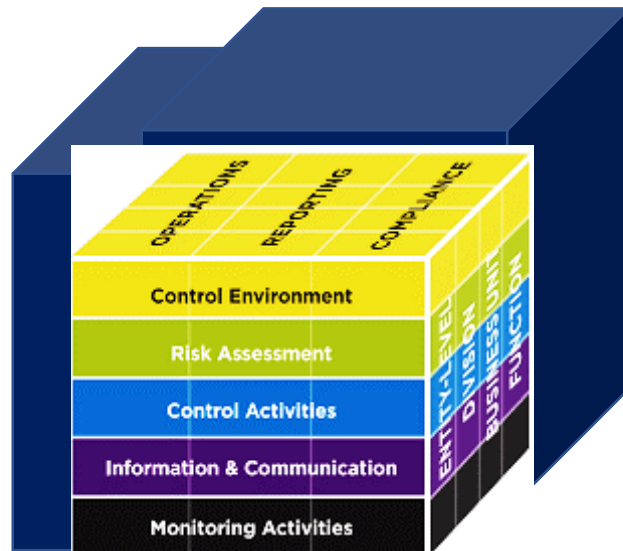 OPERATIONS
REPORTING
COMPLIANCE
Control Environment
Risk Assessment
Control Activities
Information & Communication
Monitoring Activities
ENTITY-LEVEL
DIVISION
BUSINESS UNIT
FUNCTION